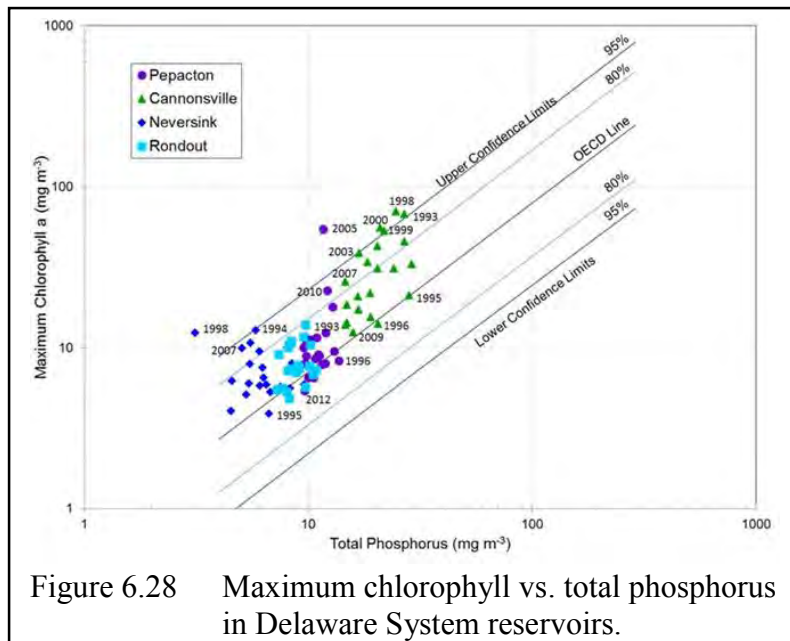 1000
100
10
1
Maximum Chlorophyll a (mg m-3)
Pepacton
Cannonsville
Neversink
Rondout
95%
80%
Upper Confidence Limits
OECD Line
80%
95%
Lower Confidence Limits
1998
2000
1993
2005
1999
2003
2007
2010
1995
1998
1994
1993
1996
2007
2009
1996
2012
1995
1
10
100
1000
Total Phosphorus (mg m-3)
Figure 6.28 Maximum chlorophyll vs. total phosphorus
in Delaware System reservoirs.